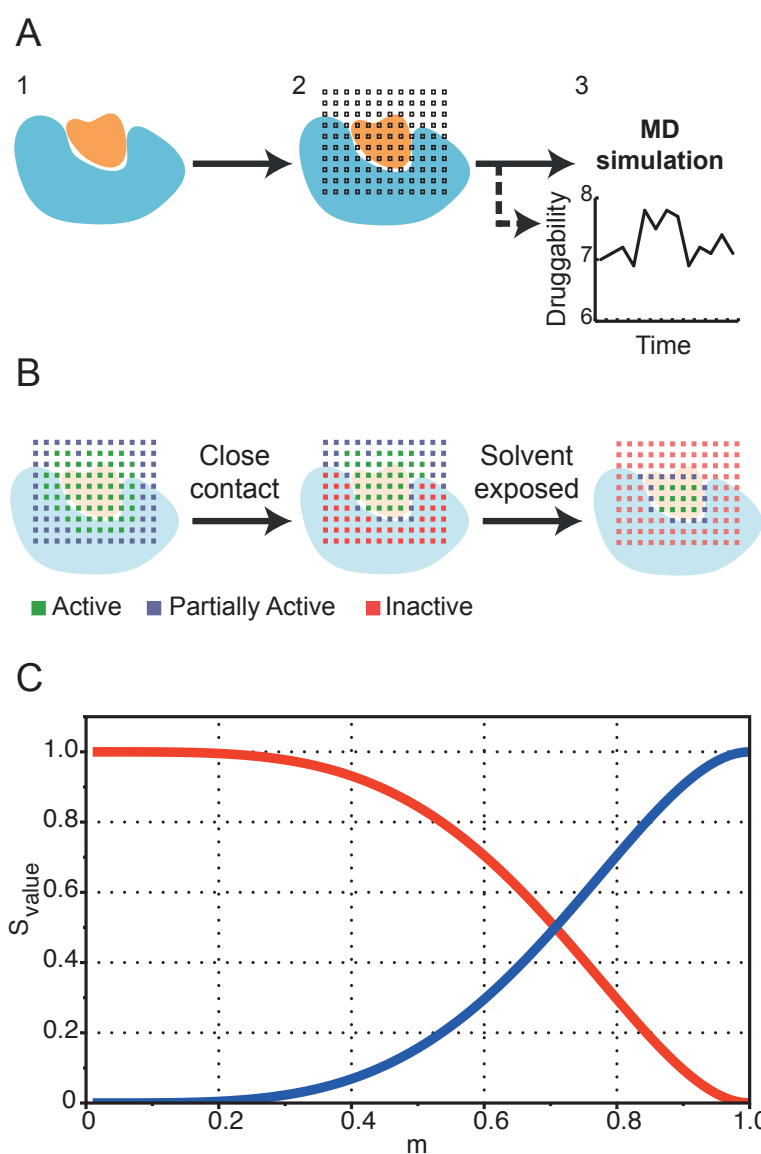 A
1
2
3
MD
simulation
Druggability
8
7
6
Time
B
Close
contact
Solvent
exposed
Active
Partially Active
Inactive
C
1.0
0.8
0.6
0.4
0.2
0
S value
0 0.2 0.4 0.6 0.8 1.0
m